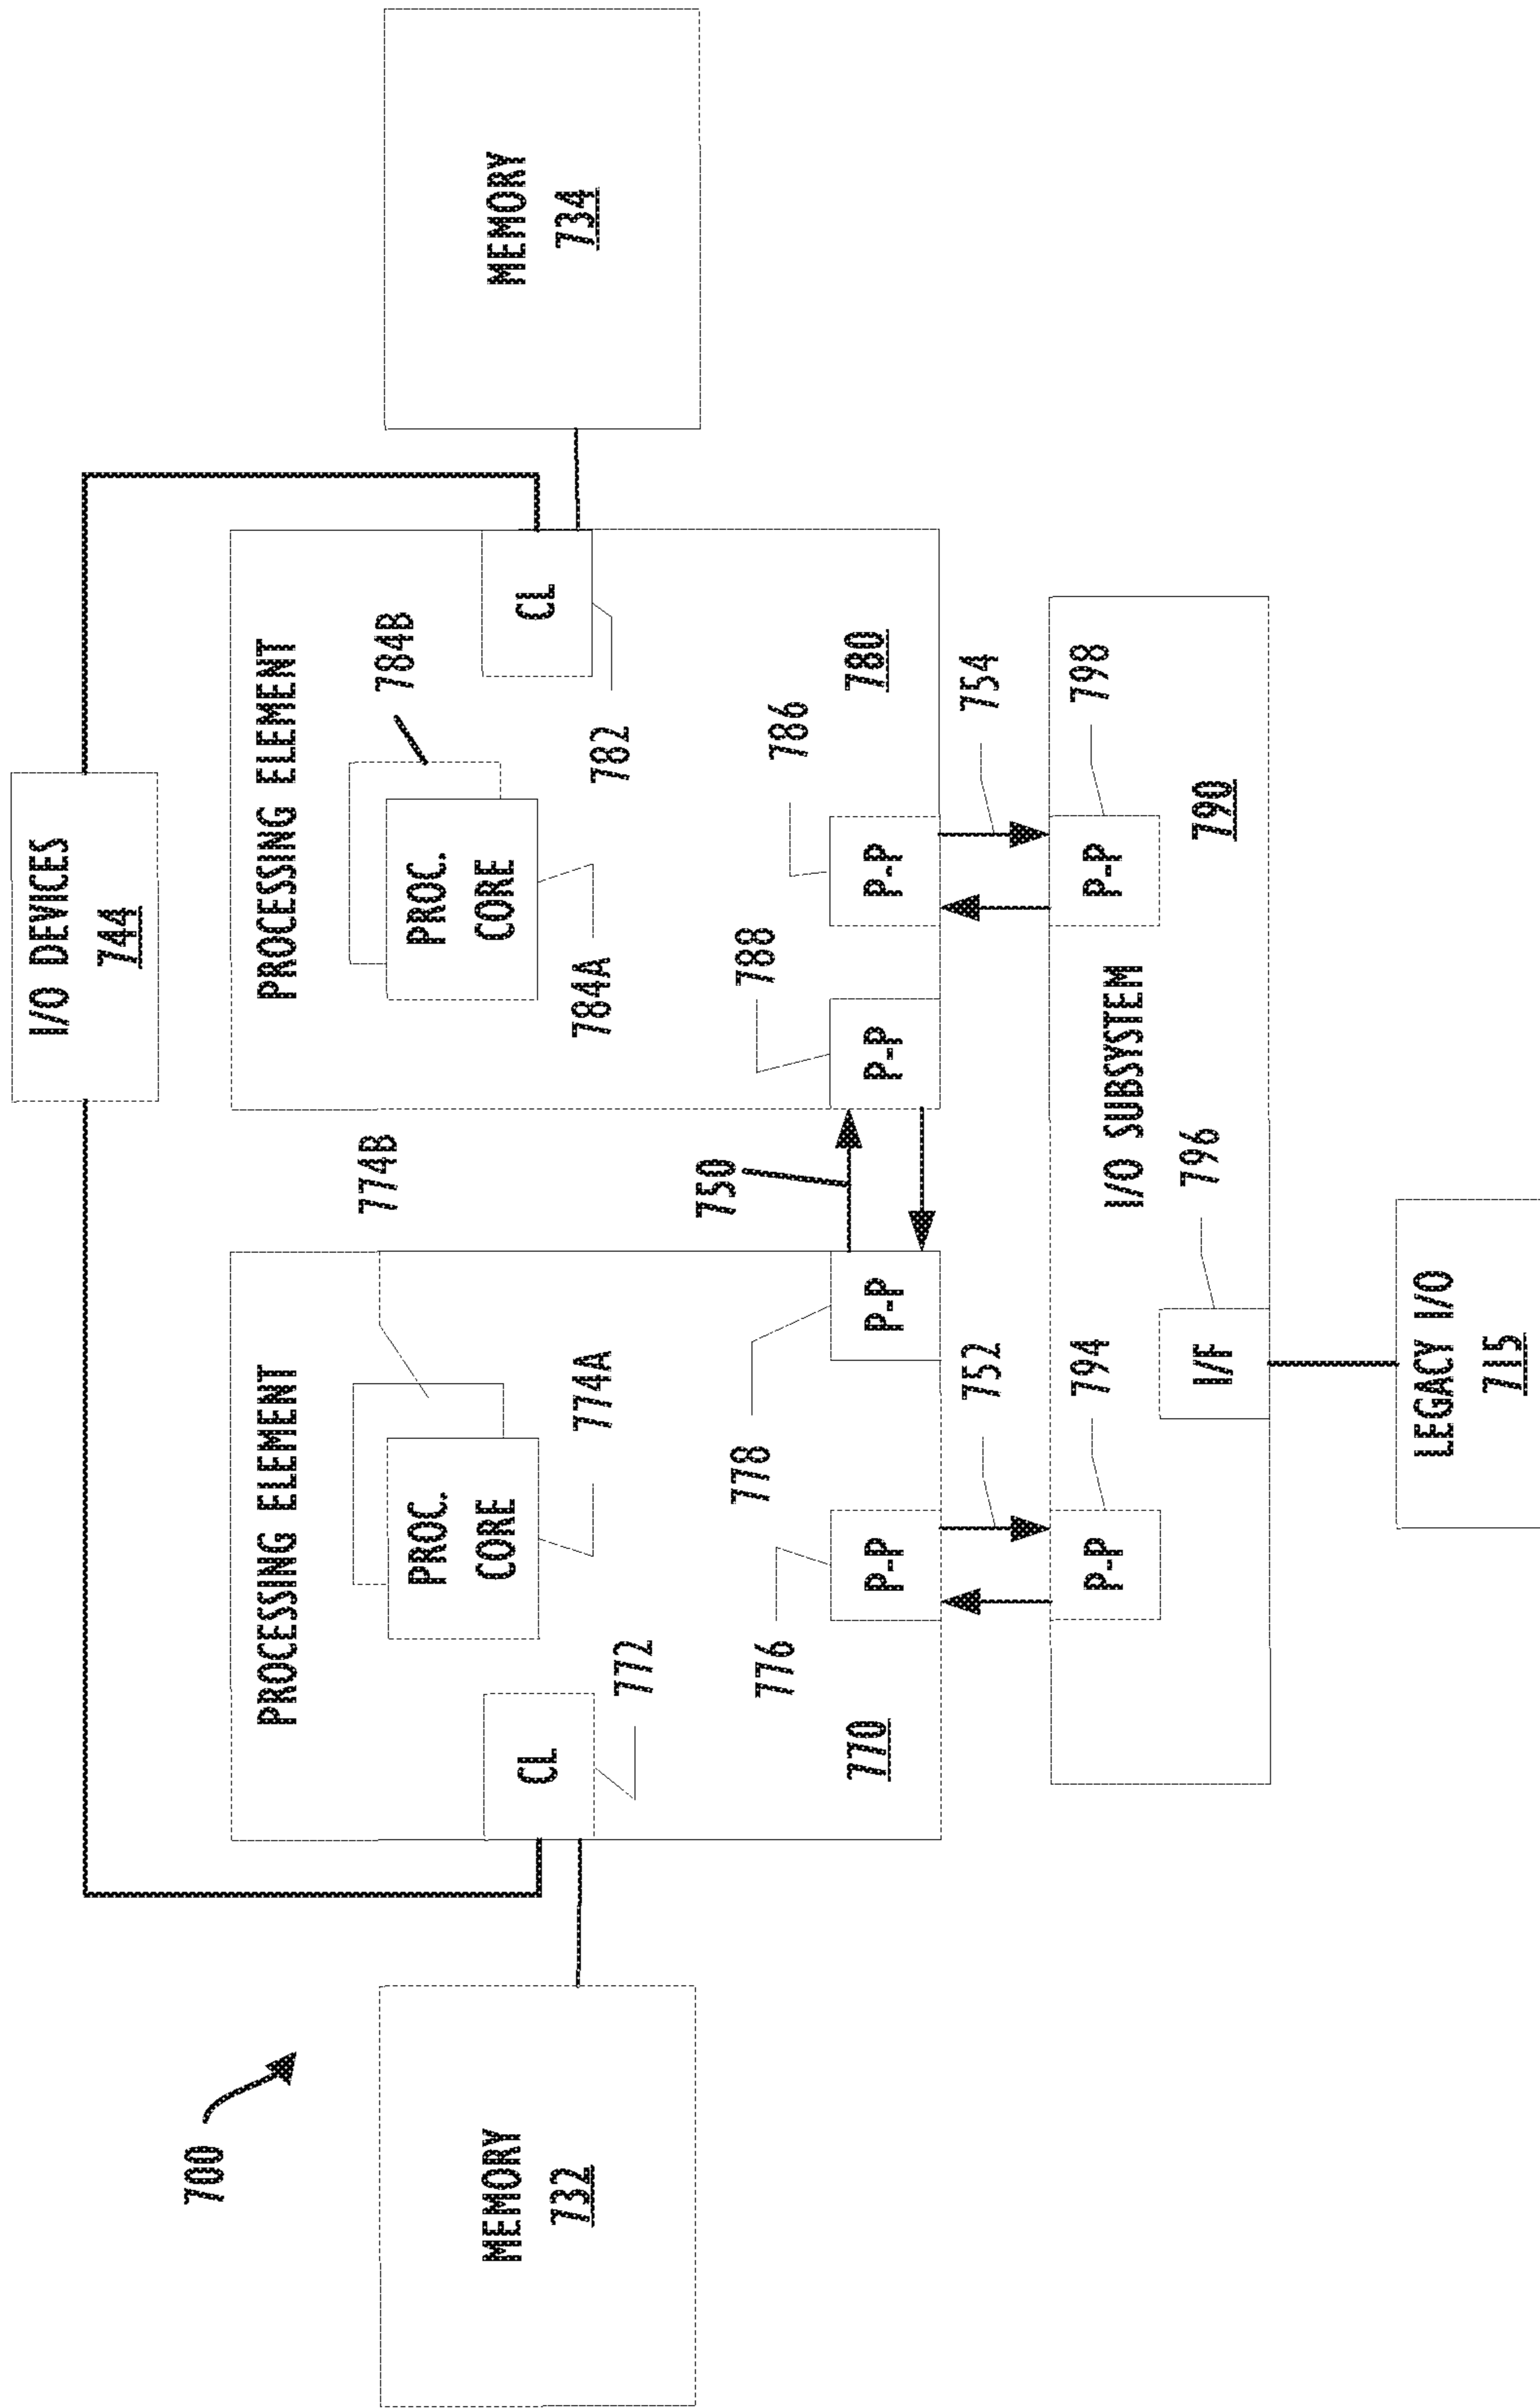 700
I/O DEVICES
744
MEMORY
732
PROCESSING ELEMENT
774B
PROC.
CORE
774A
CL
772
778
776
P-P
P-P
770
750
PROCESSING ELEMENT
784B
PROC.
CORE
784A
CL
782
788
786
P-P
P-P
780
MEMORY
734
752
754
794
798
P-P
P-P
I/O SUBSYSTEM
790
796
I/F
LEGACY I/O
715